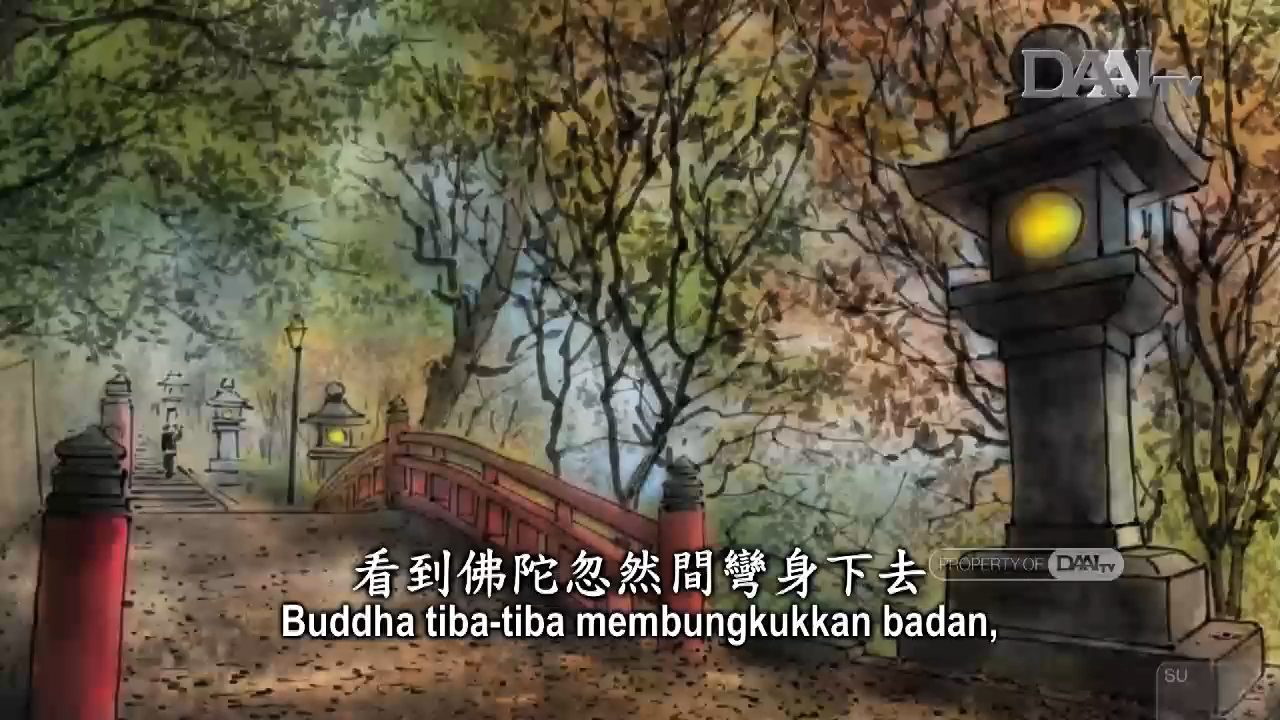 DAAI TV
看到佛陀忽然間彎身下去
PROPERTY OF DAAI TV
Buddha tiba-tiba membungkukkan badan,
SU